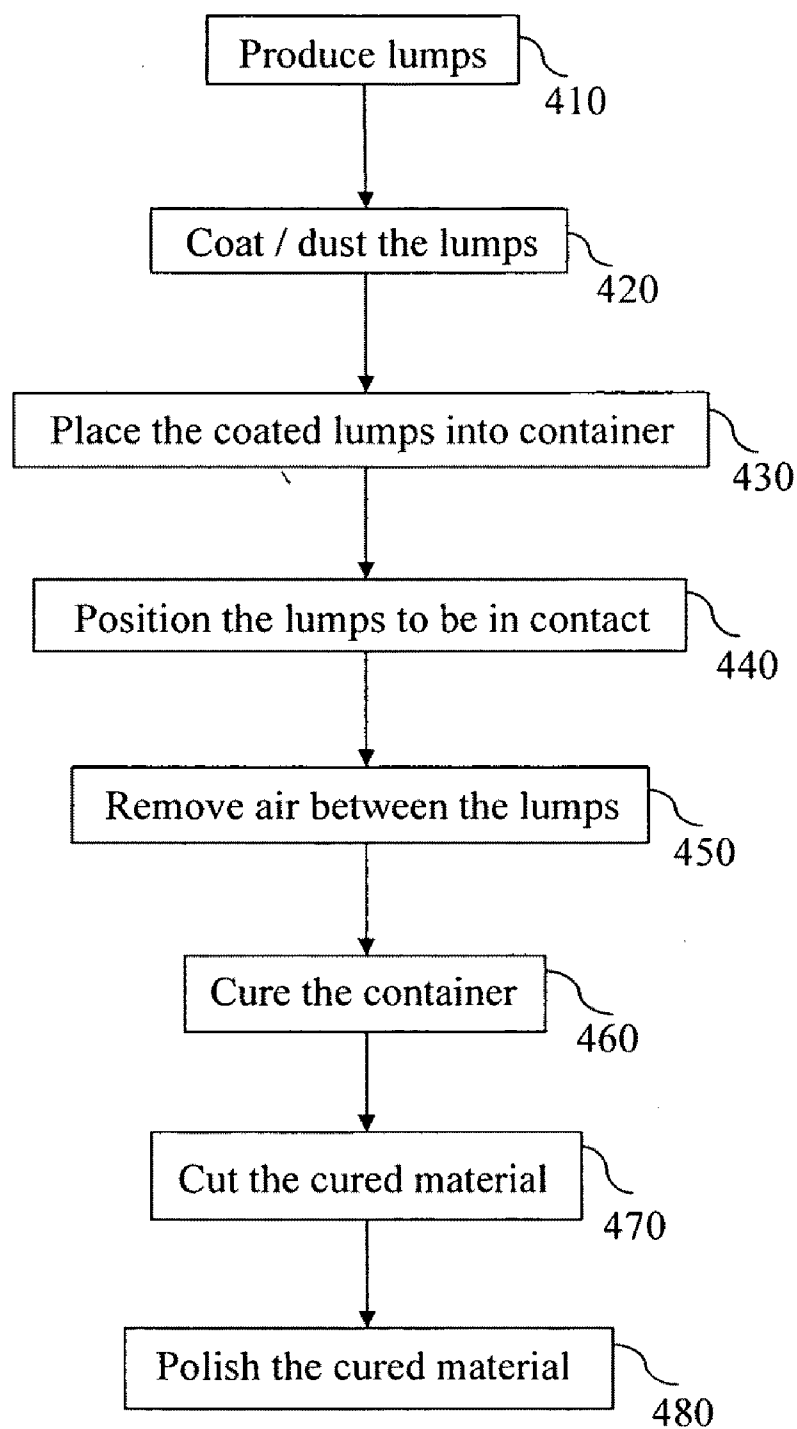 Produce lumps
410
Coat / dust the lumps
420
Place the coated lumps into container
430
Position the lumps to be in contact
440
Remove air between the lumps
450
Cure the container
460
Cut the cured material
470
Polish the cured material
480